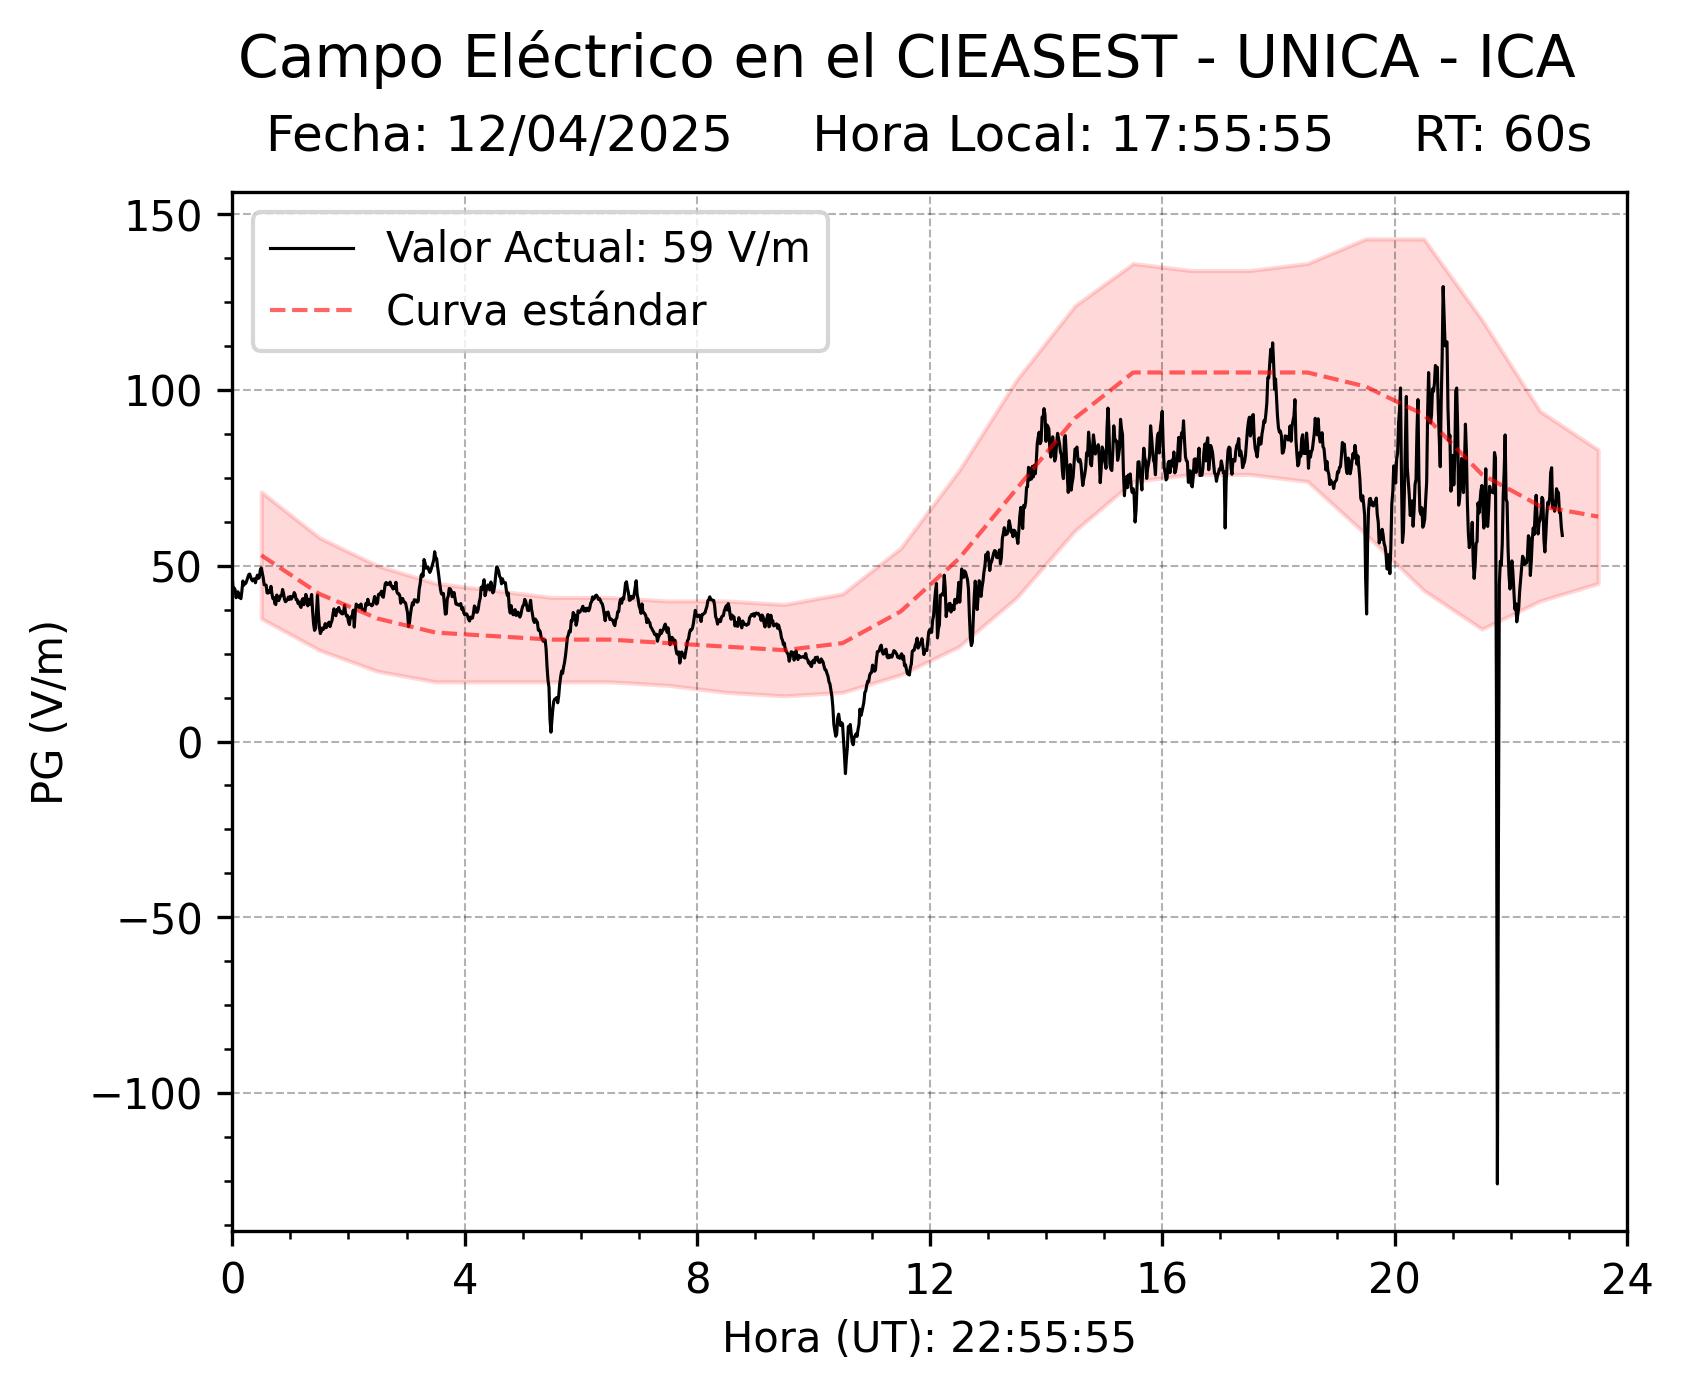 Campo Eléctrico en el CIEASEST - UNICA - ICA
Fecha: 12/04/2025 Hora Local: 17:55:55 RT: 60s
Valor Actual: 59 V/m
Curva estándar
PG (V/m)
150
100
50
0
−50
−100
0 4 8 12 16 20 24
Hora (UT): 22:55:55